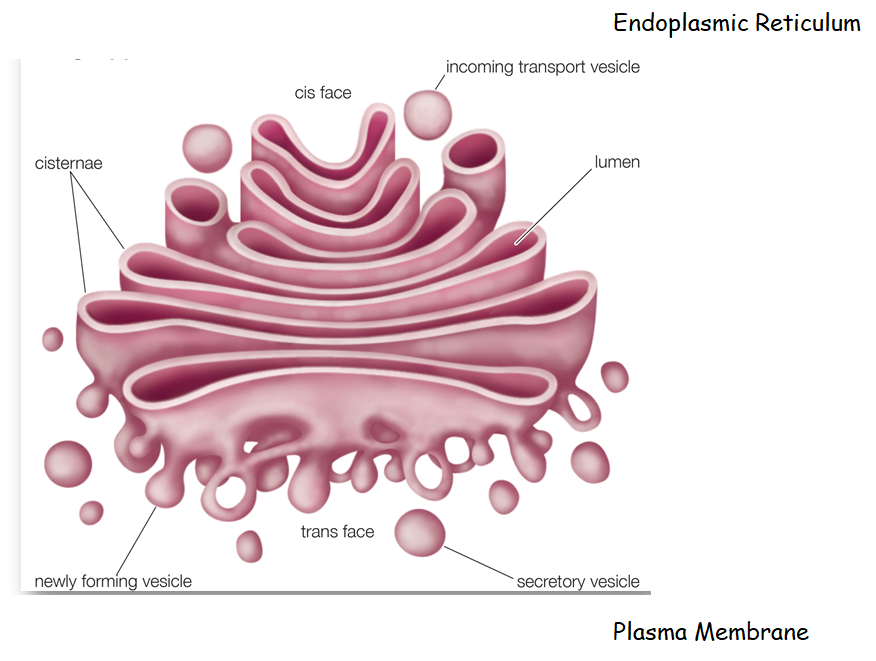 Endoplasmic Reticulum
incoming transport vesicle
cis face
cisternae
lumen
trans face
newly forming vesicle
secretory vesicle
Plasma Membrane